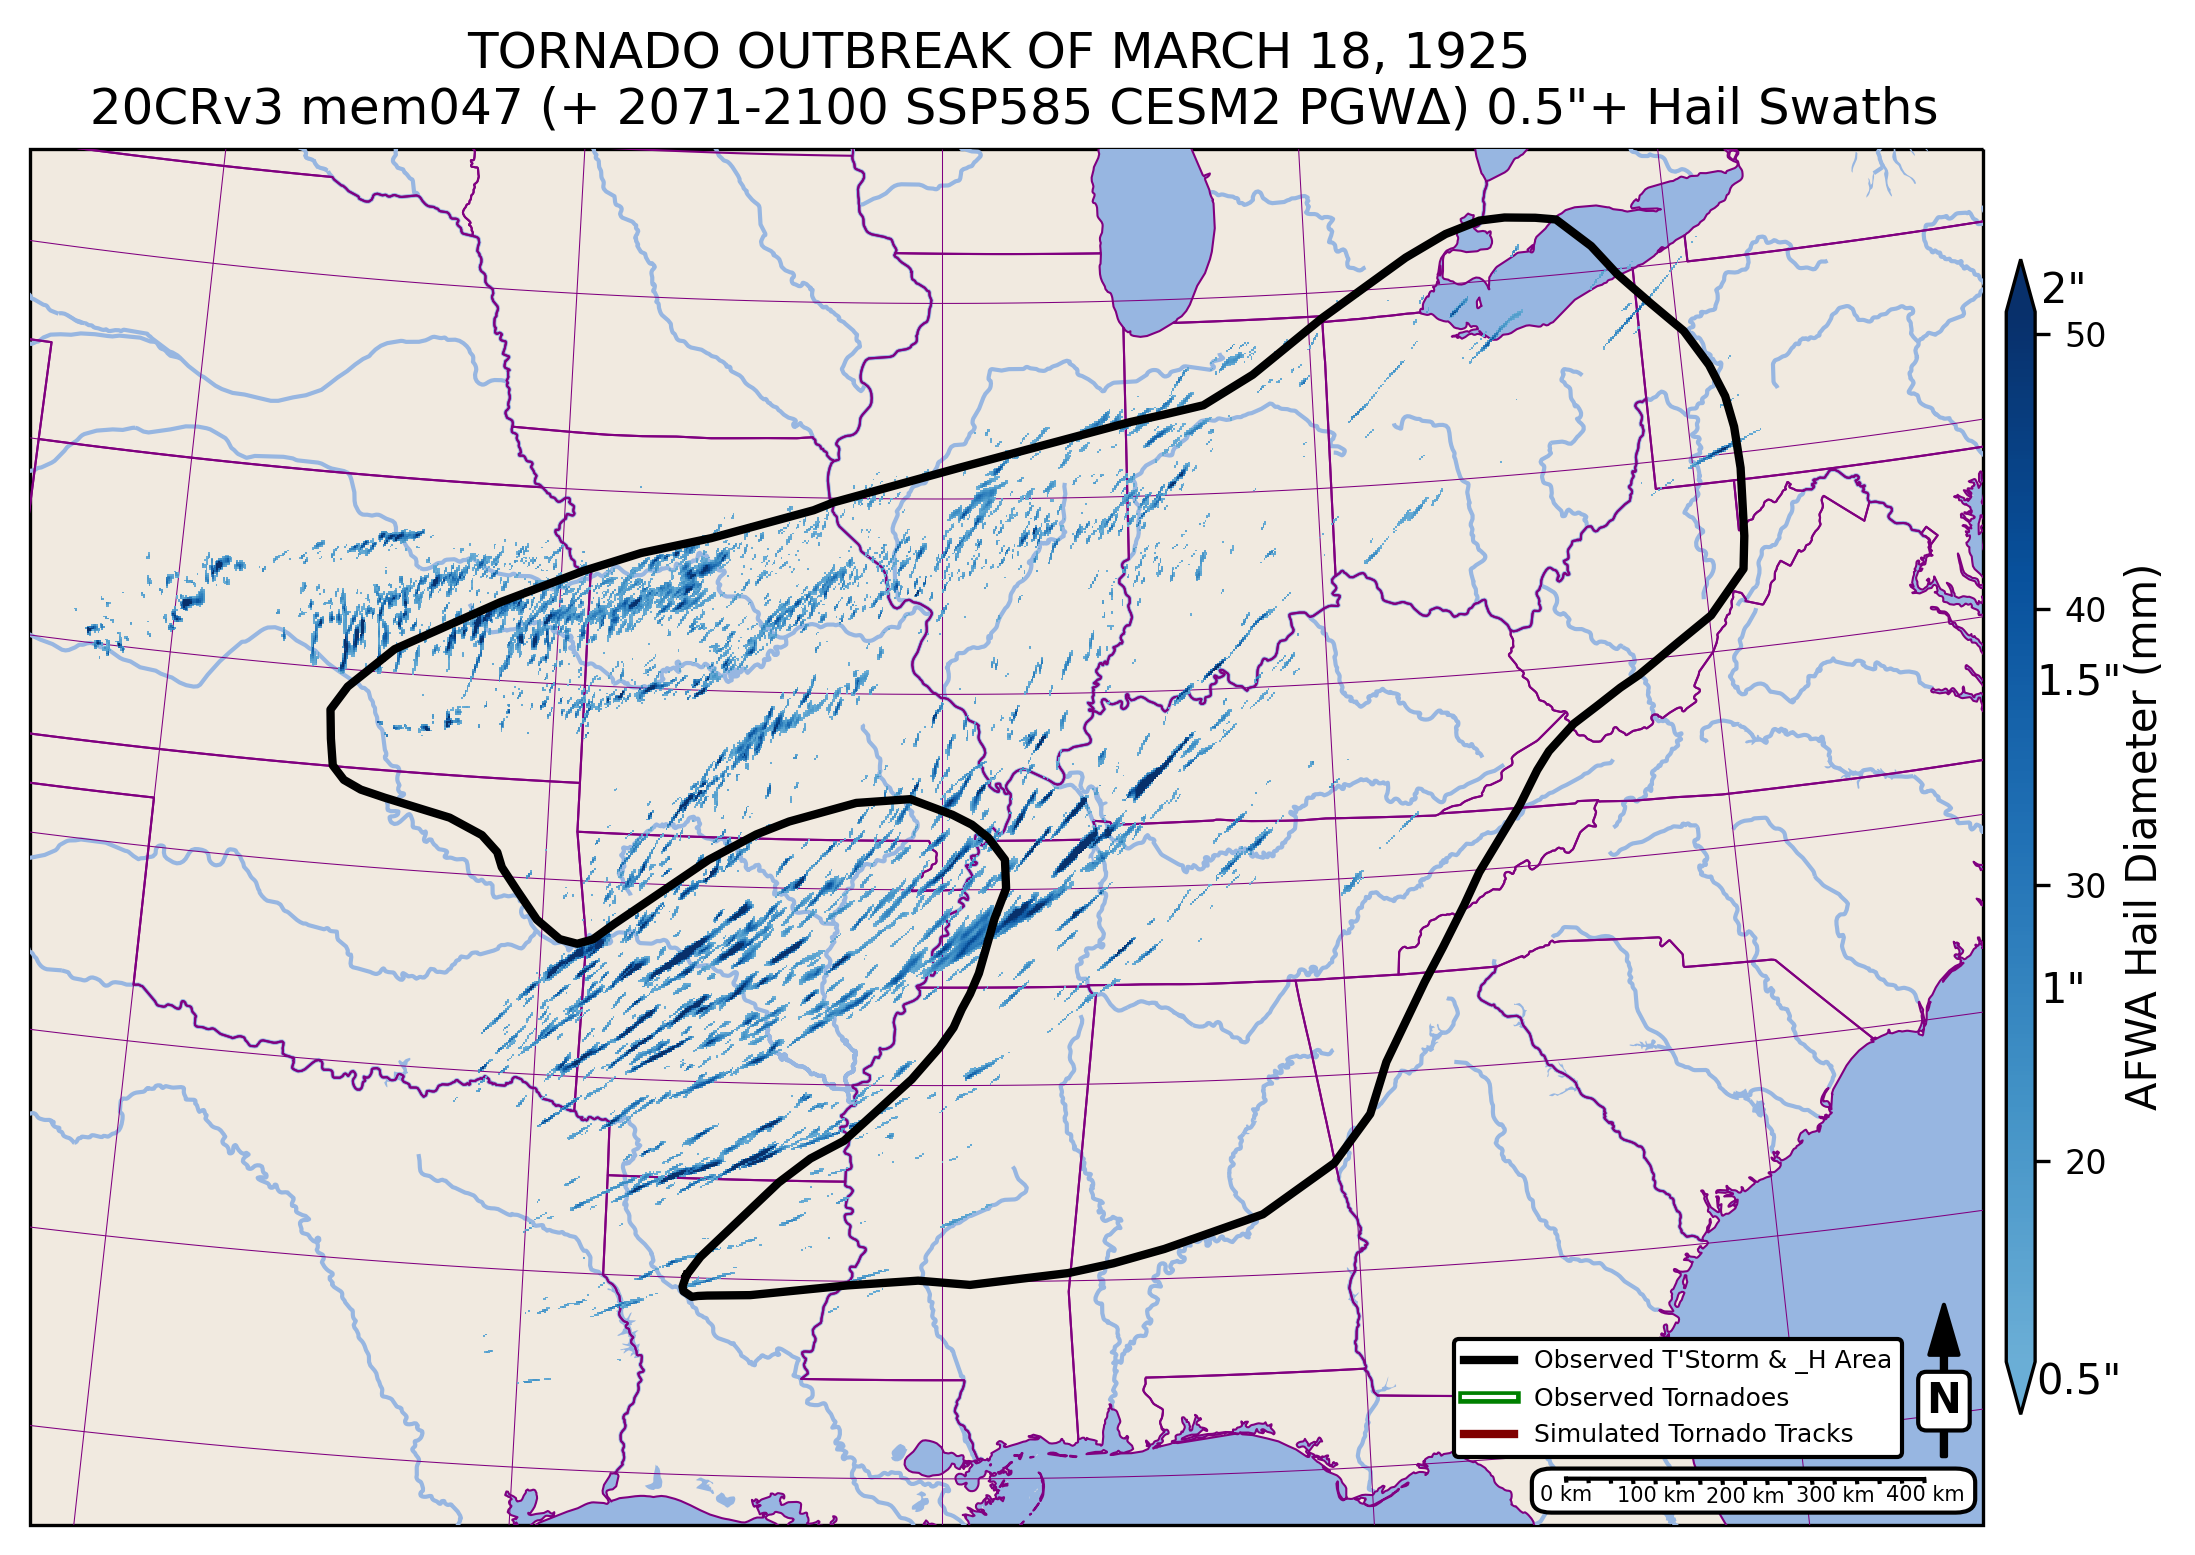 TORNADO OUTBREAK OF MARCH 18, 1925
20CRv3 mem047 (+ 2071-2100 SSP585 CESM2 PGWΔ) 0.5"+ Hail Swaths
2"
50
40
1.5"
30
1"
20
0.5"
AFWA Hail Diameter (mm)
Observed T'Storm & _H Area
Observed Tornadoes
Simulated Tornado Tracks
N
0 km 100 km 200 km 300 km 400 km